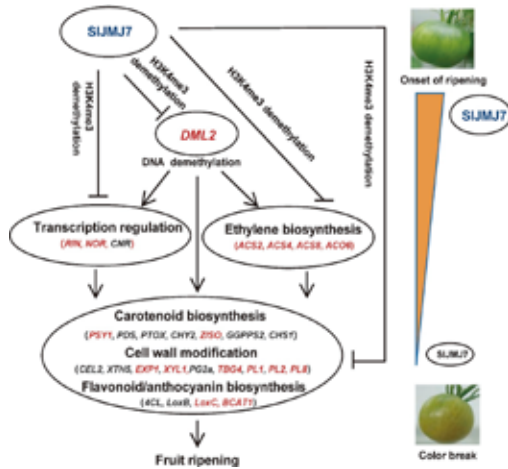 SlJMJ7
H3K4me3
demethylation
H3K4me3
demethylation
H3K4me3 demethylation
H3K4me3 demethylation
DML2
DNA demethylation
Transcription regulation
(RIN, NOR, CNR)
Ethylene biosynthesis
(ACS2, ACS4, ACS8, ACO6)
Carotenoid biosynthesis
(PSY1, PDS, PTOX, CHY2, ZISO, GGPPS2, CHS1)
Cell wall modification
(CEL2, XTH5, EXP1, XYL1,PG2a, TBG4, PL1, PL2, PL8)
Flavonoid/anthocyanin biosynthesis
(4CL, LoxB, LoxC, BCAT1)
Fruit ripening
Onset of ripening
SlJMJ7
SlJMJ7
Color break